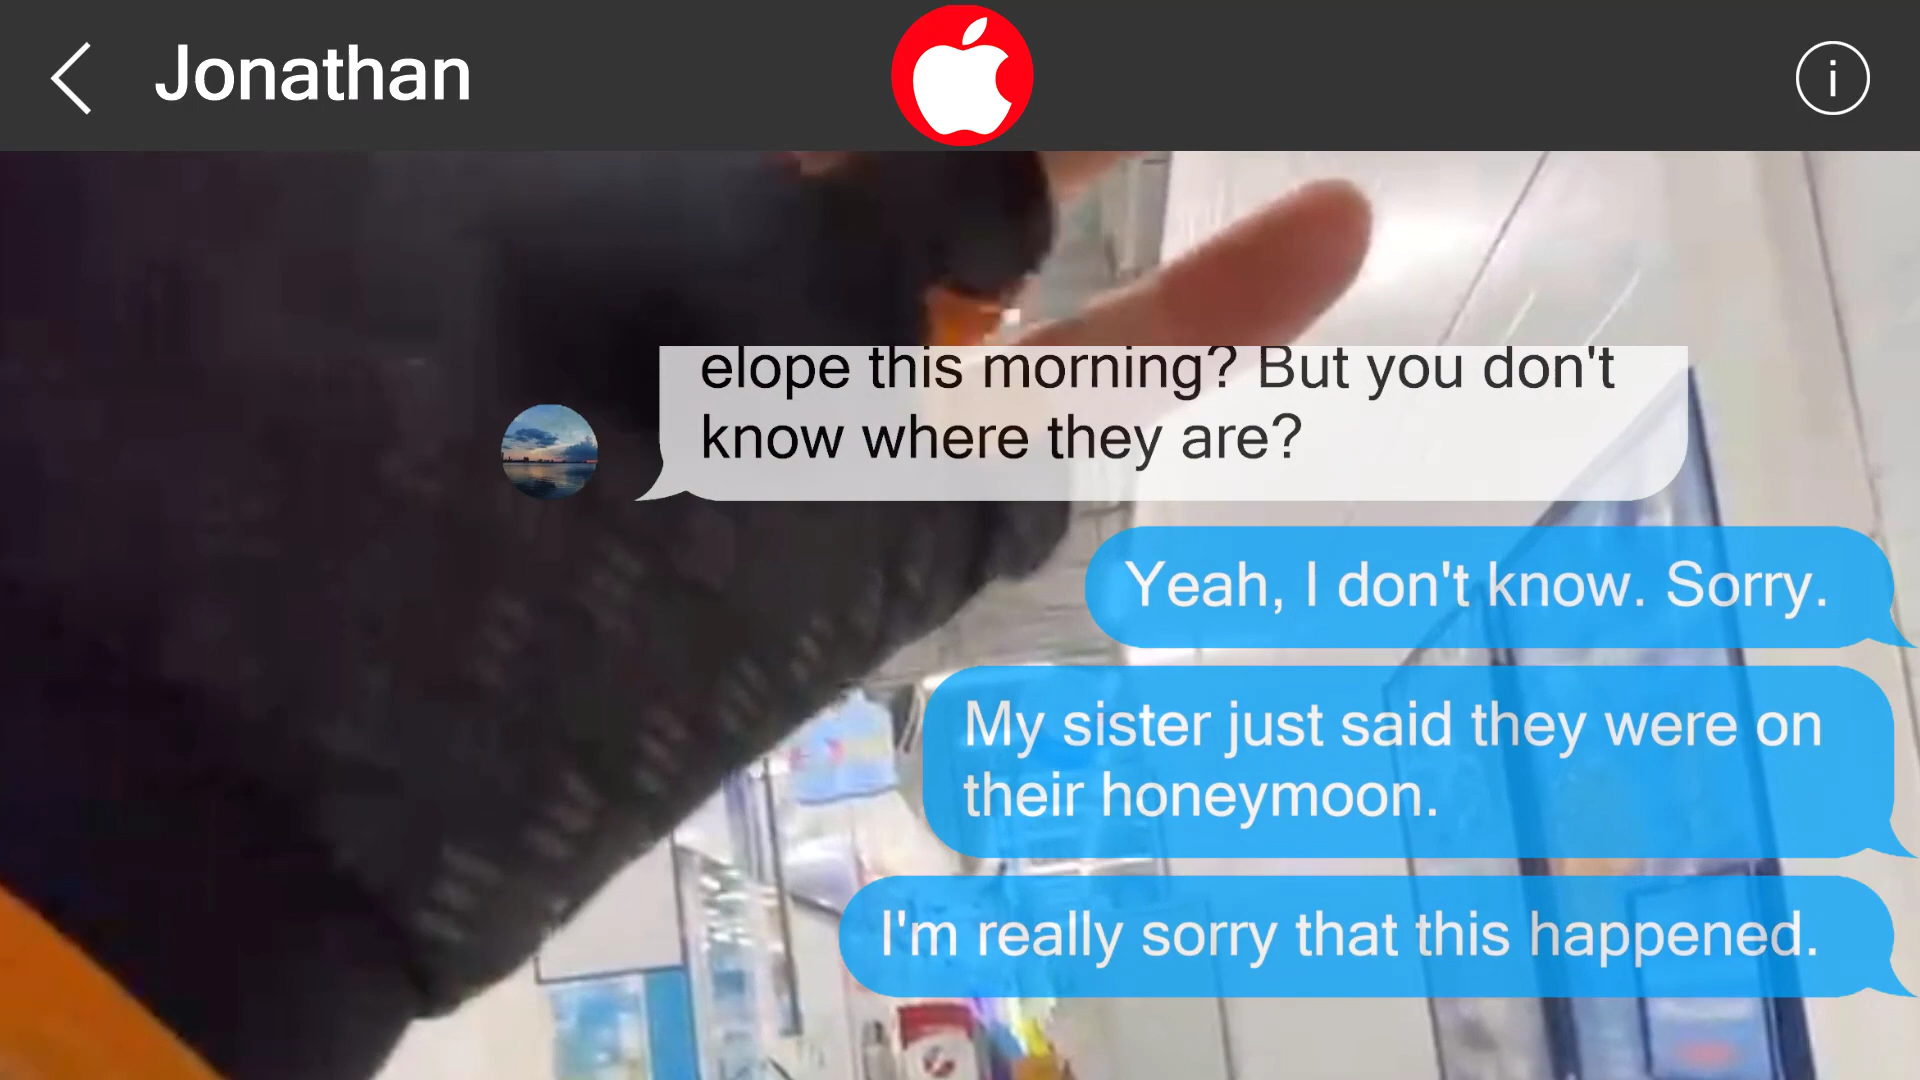 Jonathan
elope this morning? But you don't
know where they are?
Yeah, I don't know. Sorry.
My sister just said they were on
their honeymoon.
I'm really sorry that this happened.